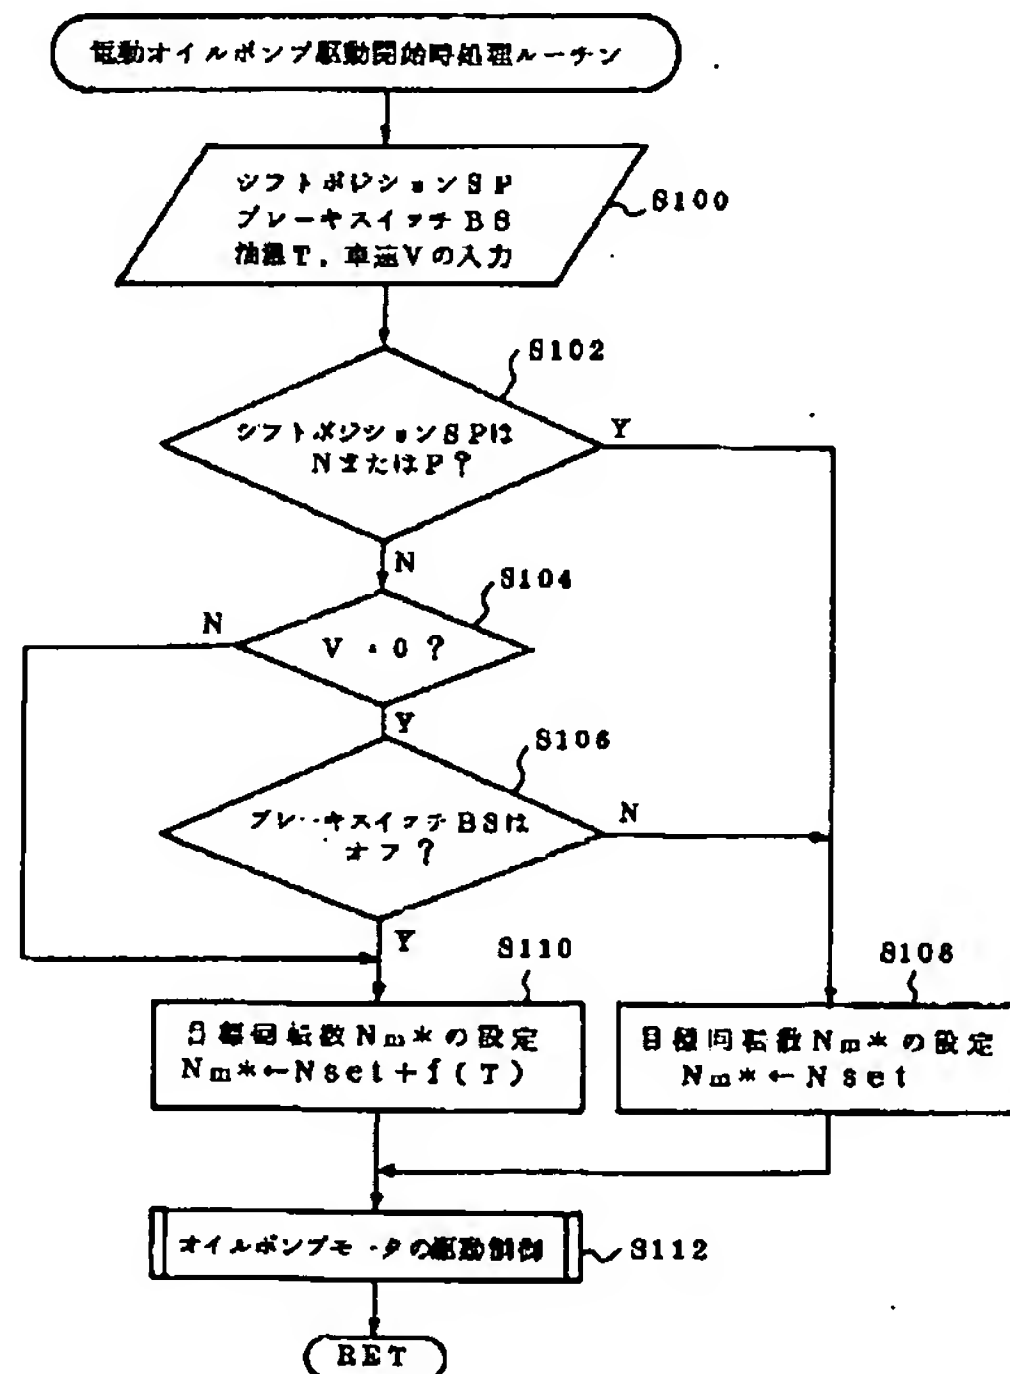 電動オイルポンプ駆動開始時処理ルーチン
シフトポジションSP
ブレーキスイッチBS
油温T,車速Vの入力
S100
S102
シフトポジションSPは
NまたはP?
Y
N
S104
N
V=0?
Y
S106
ブレーキスイッチBSは
オフ?
N
Y
S110
目標回転数Nm*の設定
Nm*←Nset+f(T)
S108
目標回転数Nm*の設定
Nm*←Nset
オイルポンプモータの駆動制御
S112
RET